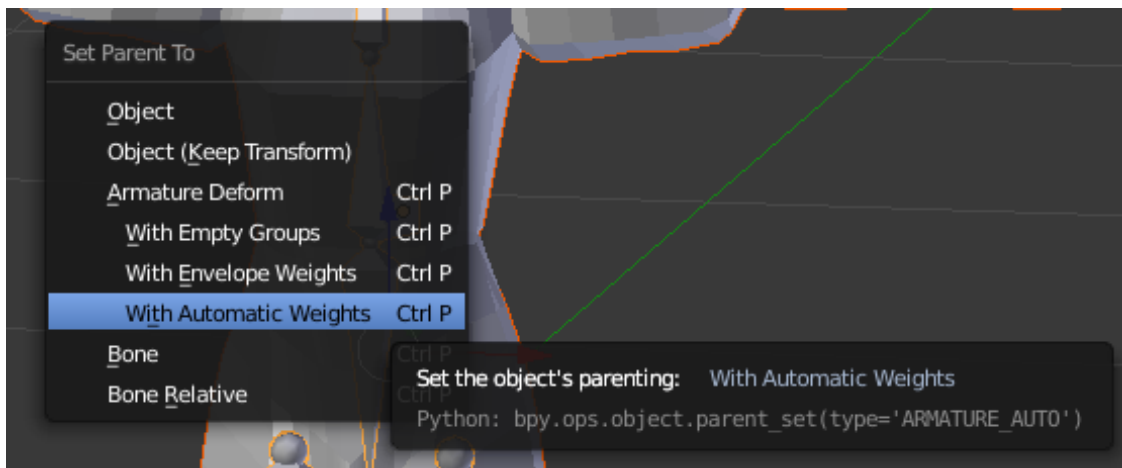 Set Parent To
Object
Object (Keep Transform)
Armature Deform Ctrl P
With Empty Groups Ctrl P
With Envelope Weights Ctrl P
With Automatic Weights Ctrl P
Bone Ctrl P
Bone Relative
Set the object's parenting: With Automatic Weights
Python: bpy.ops.object.parent_set(type='ARMATURE_AUTO')